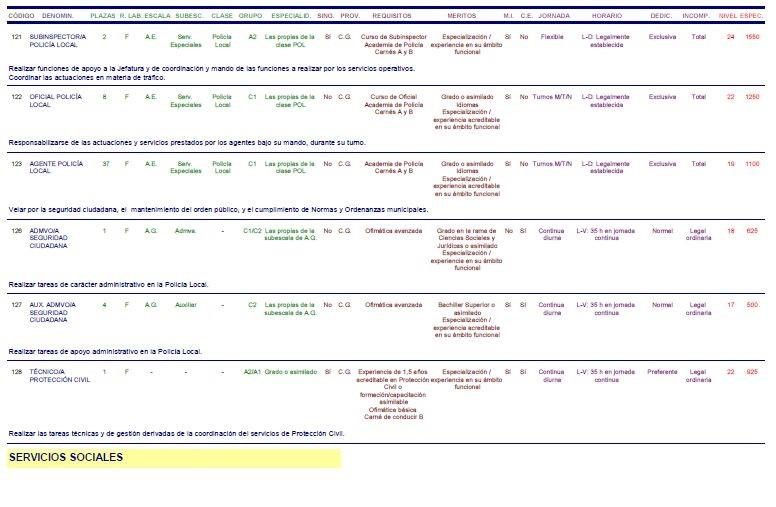 CÓDIGO DENOMIN. PLAZAS R. LAB. ESCALA SUBESC. CLASE GRUPO ESPECIALID. SING. PROV. REQUISITOS MERITOS M.I. C.E. JORNADA HORARIO DEDIC. INCOMP. NIVEL ESPEC.
121 SUBINSPECTOR/A 2 F A.E. Serv. Policía A2 Las propias de la SÍ C.G. Curso de Subinspector Especialización / SÍ No Flexible L-D: Legalmente Exclusiva Total 24 1550
POLICÍA LOCAL Especiales Local clase POL Academia de Policía experiencia en su ámbito establecida
Carnés A y B funcional
Realizar funciones de apoyo a la Jefatura y de coordinación y mando de las funciones a realizar por los servicios operativos.
Coordinar las actuaciones en materia de tráfico.
122 OFICIAL POLICÍA 8 F A.E. Serv. Policía C1 Las propias de la No C.G. Curso de Oficial Grado o asimilado SÍ No Turnos M/T/N L-D: Legalmente Exclusiva Total 22 1250
LOCAL Especiales Local clase POL Academia de Policía Idiomas establecida
Carnés A y B Especialización /
experiencia acreditable
en su ámbito funcional
Responsabilizarse de las actuaciones y servicios prestados por los agentes bajo su mando, durante su turno.
123 AGENTE POLICÍA 37 F A.E. Serv. Policía C1 Las propias de la No C.G. Academia de Policía Grado o asimilado SÍ No Turnos M/T/N L-D: Legalmente Exclusiva Total 19 1100
LOCAL Especiales Local clase POL Carnés A y B Idiomas establecida
Especialización /
experiencia acreditable
en su ámbito funcional
Velar por la seguridad ciudadana, el mantenimiento del orden público, y el cumplimiento de Normas y Ordenanzas municipales.
126 ADMVO/A 1 F A.G. Admva. - C1/C2 Las propias de la No C.G. Ofimática avanzada Grado en la rama de No SÍ Continua L-V: 35 h en jornada Normal Legal 18 625
SEGURIDAD subescala de A.G. Ciencias Sociales y diurna continua ordinaria
CIUDADANA Jurídicas o asimilado
Especialización /
experiencia en su ámbito
funcional
Realizar tareas de carácter administrativo en la Policía Local.
127 AUX. ADMVO/A 4 F A.G. Auxiliar - C2 Las propias de la No C.G. Ofimática avanzada Bachiller Superior o SÍ SÍ Continua L-V: 35 h en jornada Normal Legal 17 500
SEGURIDAD subescala de A.G. asimilado diurna continua ordinaria
CIUDADANA Especialización /
experiencia acreditable
en su ámbito funcional
Realizar tareas de apoyo administrativo en la Policía Local.
128 TÉCNICO/A 1 F - - - A2/A1 Grado o asimilado SÍ C.G. Experiencia de 1,5 años Especialización / SÍ SÍ Continua L-V: 35 h en jornada Preferente Legal 22 925
PROTECCIÓN CIVIL acreditable en Protección experiencia en su ámbito diurna continua ordinaria
Civil o funcional
formación/capacitación
asimilable
Ofimática básica
Carné de conducir B
Realizar las tareas técnicas y de gestión derivadas de la coordinación del servicios de Protección Civil.
SERVICIOS SOCIALES